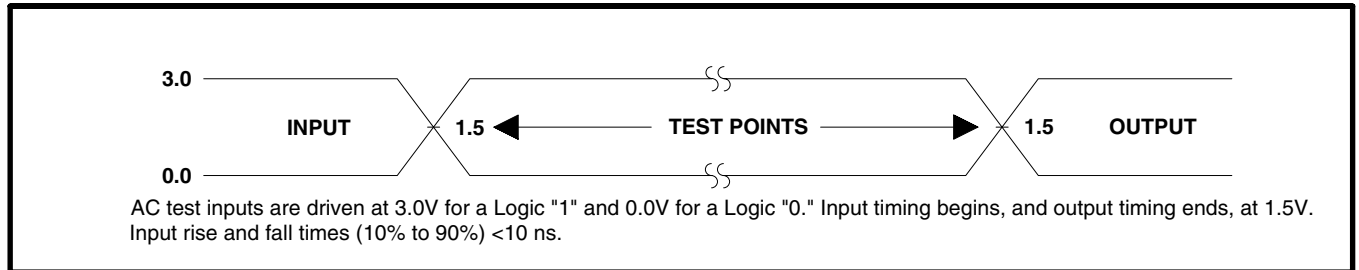 3.0
INPUT 1.5 TEST POINTS 1.5 OUTPUT
0.0
AC test inputs are driven at 3.0V for a Logic "1" and 0.0V for a Logic "0." Input timing begins, and output timing ends, at 1.5V.
Input rise and fall times (10% to 90%) <10 ns.